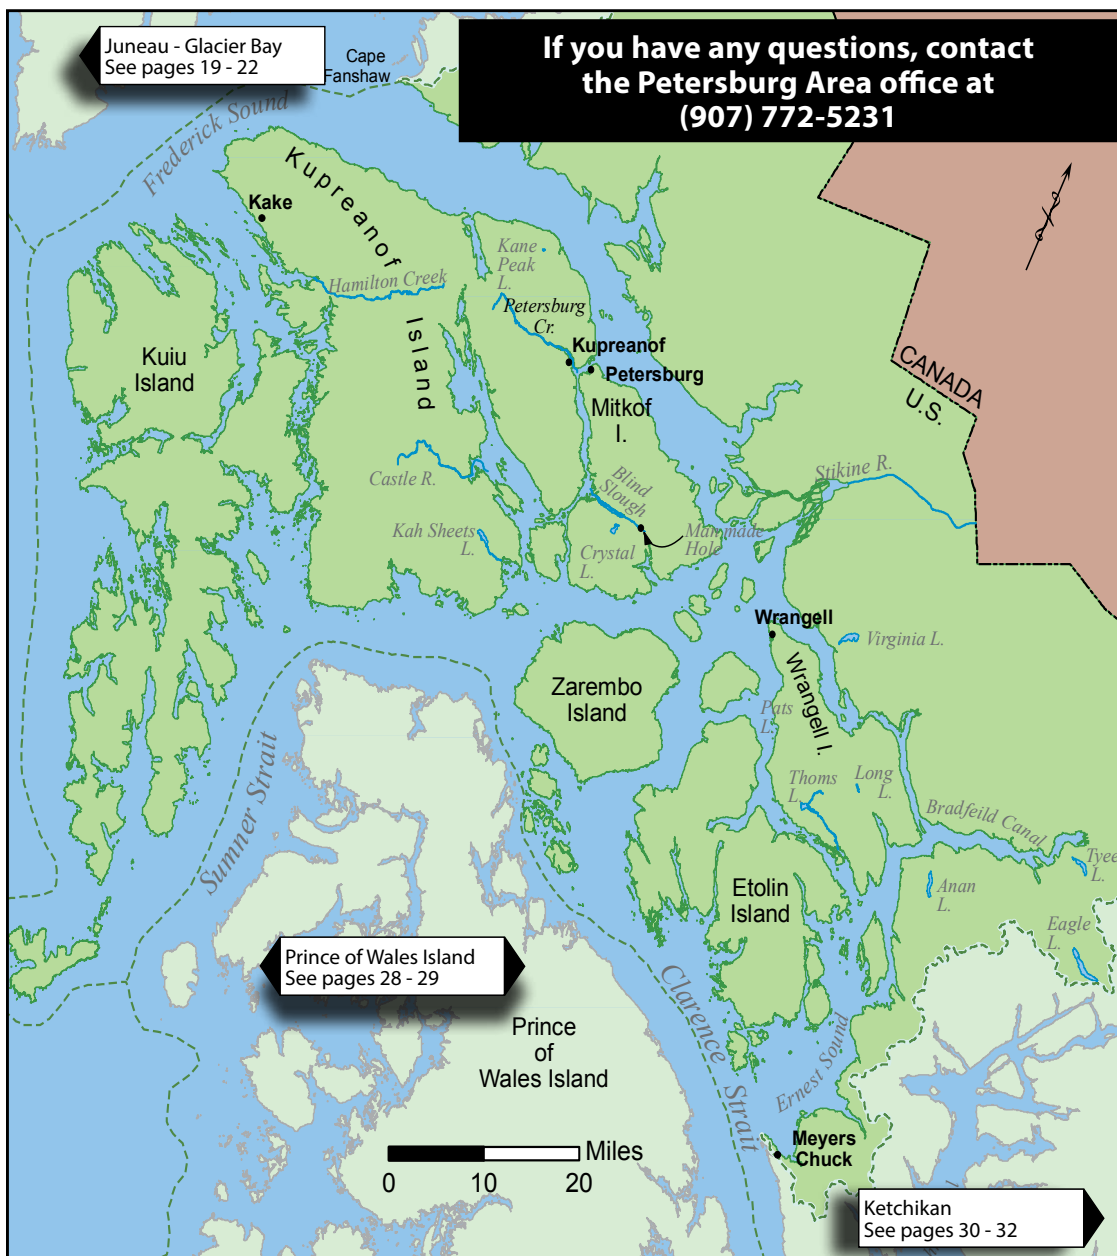 Juneau - Glacier Bay
See pages 19 - 22
Cape
Fanshaw
If you have any questions, contact
the Petersburg Area office at
(907) 772-5231
Frederick Sound
Kupreanof
Island
Kake
Kane
Peak
L.
Hamilton Creek
Petersburg
Cr.
Kupreanof
Petersburg
Kuiu
Island
Mitkof
I.
CANADA
U.S.
Castle R.
Blind
Slough
Stikine R.
Kah Sheets
L.
Crystal
L.
Manmade
Hole
Wrangell
Virginia L.
Wrangell I.
Zarembo
Island
Pats
L.
Sumner Strait
Thoms
L.
Long
L.
Bradfeild Canal
Tyee
L.
Anan
L.
Etolin
Island
Eagle
L.
Prince of Wales Island
See pages 28 - 29
Clarence Strait
Prince
of
Wales Island
Ernest Sound
Meyers
Chuck
Miles
0 10 20
Ketchikan
See pages 30 - 32